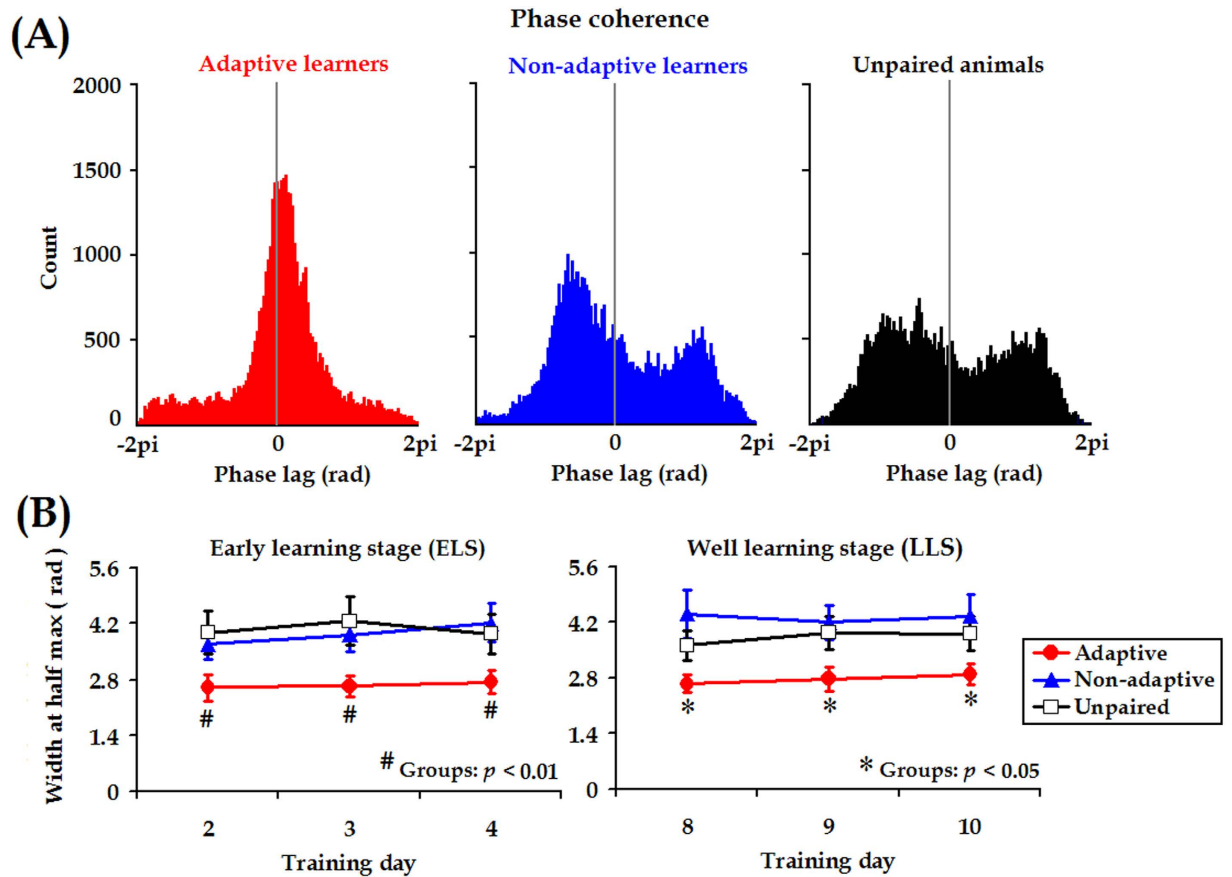 (A)
Phase coherence
Adaptive learners
Non-adaptive learners
Unpaired animals
2000
1500
1000
500
0
Count
-2pi 0 2pi
-2pi 0 2pi
-2pi 0 2pi
Phase lag (rad)
Phase lag (rad)
Phase lag (rad)
(B)
Early learning stage (ELS)
Width at half max ( rad )
5.6
4.2
2.8
1.4
0
# # #
# Groups: p < 0.01
2 3 4
Training day
Well learning stage (LLS)
5.6
4.2
2.8
1.4
0
* * *
* Groups: p < 0.05
8 9 10
Training day
Adaptive
Non-adaptive
Unpaired